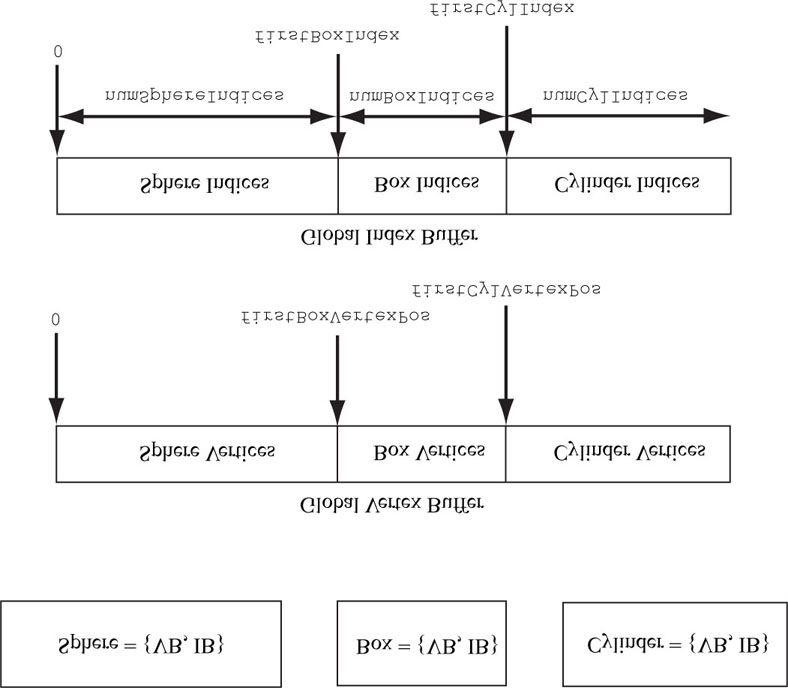 firstCylIndex
firstBoxIndex
0
numSphereIndices
numBoxIndices
numCylIndices
Sphere Indices
Box Indices
Cylinder Indices
Global Index Buffer
firstCylVertexPos
firstBoxVertexPos
0
Sphere Vertices
Box Vertices
Cylinder Vertices
Global Vertex Buffer
Sphere = {VB, IB}
Box = {VB, IB}
Cylinder = {VB, IB}